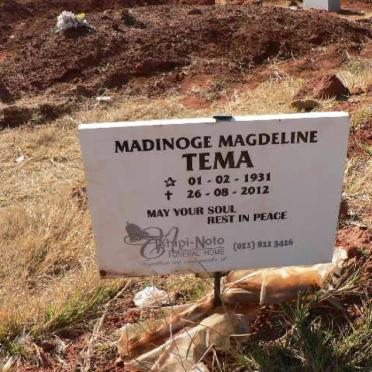 MADINOGE MAGDELINE
TEMA
☆ 01 - 02 - 1931
✝ 26 - 08 - 2012
MAY YOUR SOUL
REST IN PEACE
FUNERAL HOME
(011) 811 3426